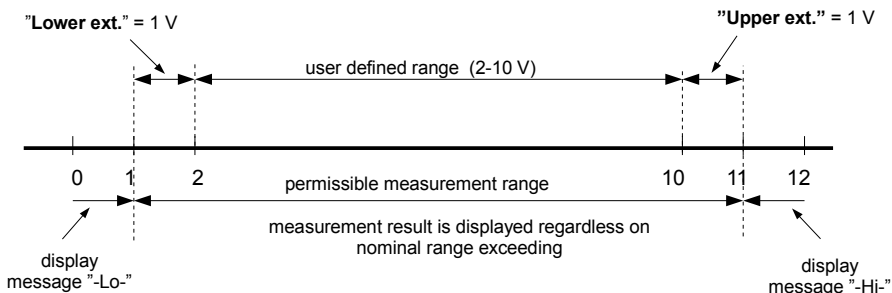 ”Lower ext.” = 1 V
”Upper ext.” = 1 V
user defined range (2-10 V)
0 1 2 10 11 12
permissible measurement range
measurement result is displayed regardless on
nominal range exceeding
display
message ”-Lo-”
display
message ”-Hi-”